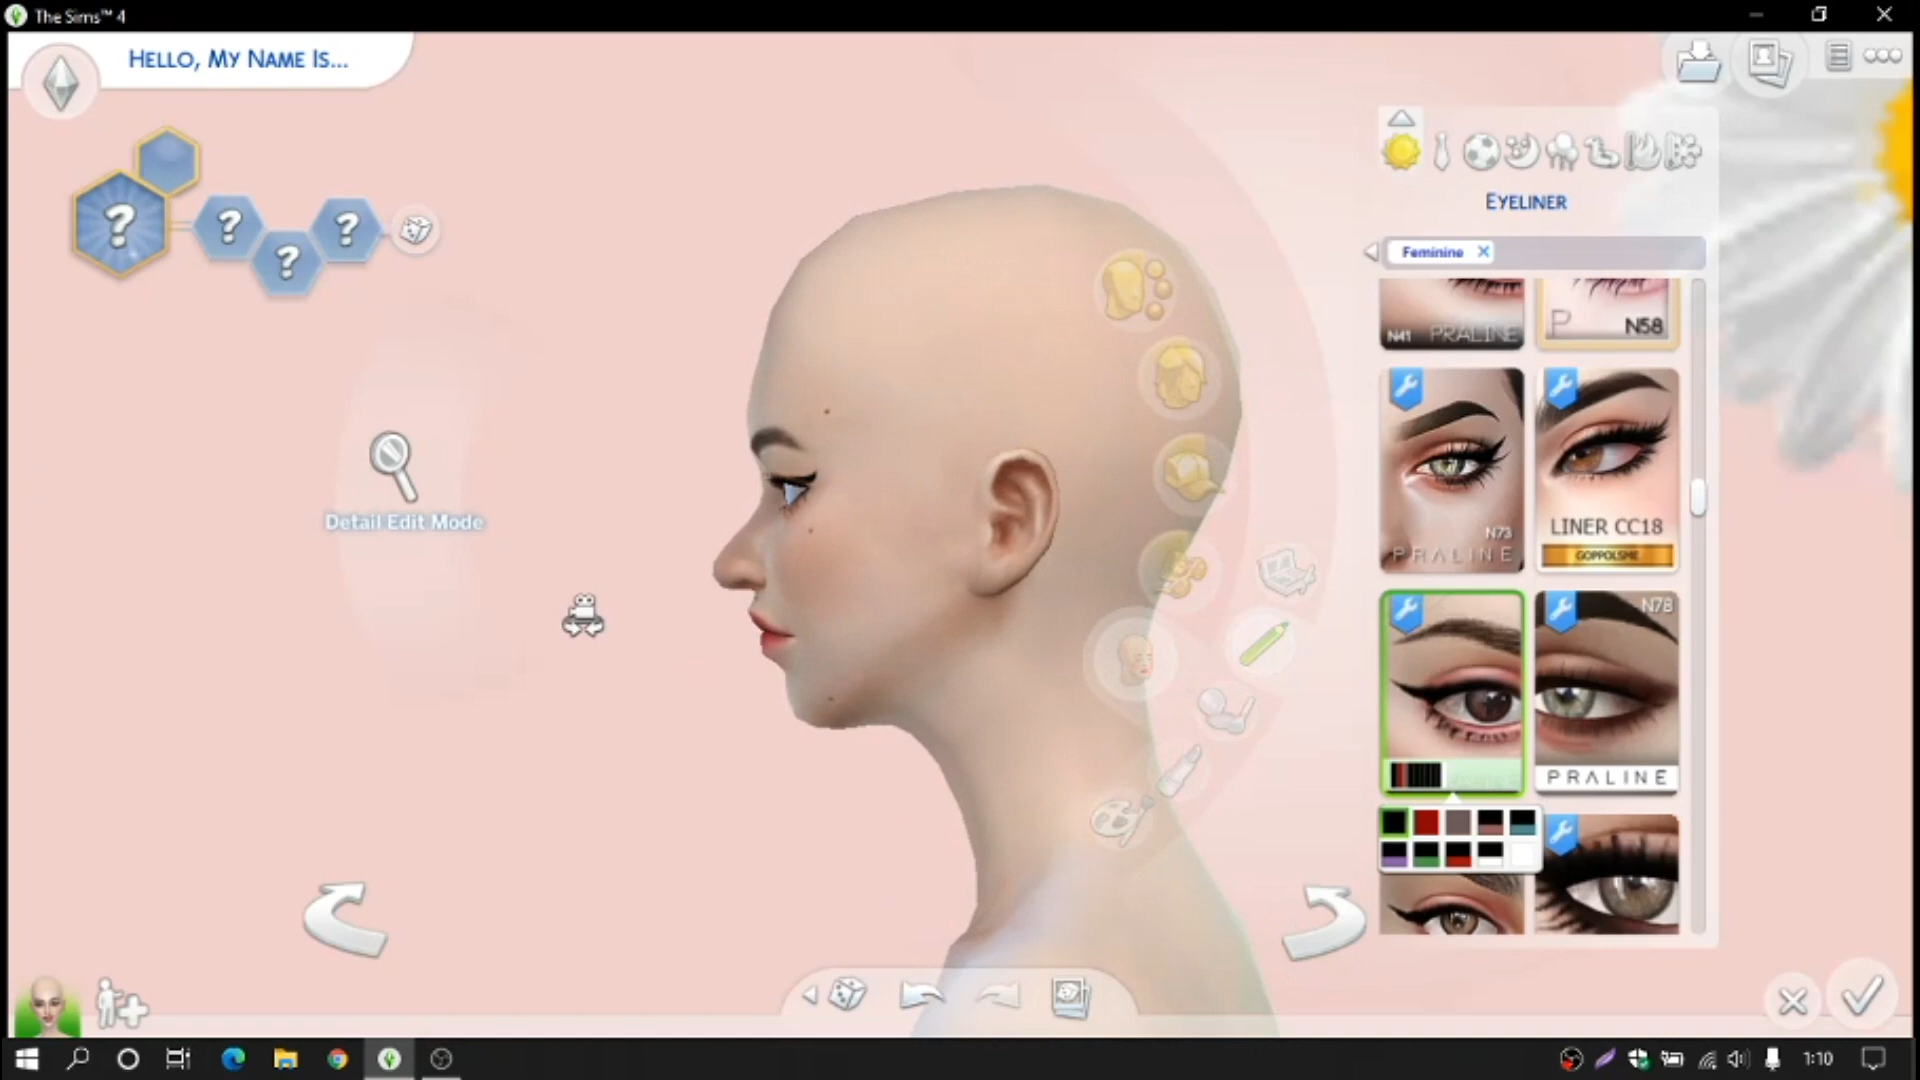 The Sims™ 4
HELLO, MY NAME IS...
EYELINER
Feminine
N41 PRALINE
P N58
N73
PRALINE
LINER CC18
GOPPOLSME
N78
PRALINE
Detail Edit Mode
1:10